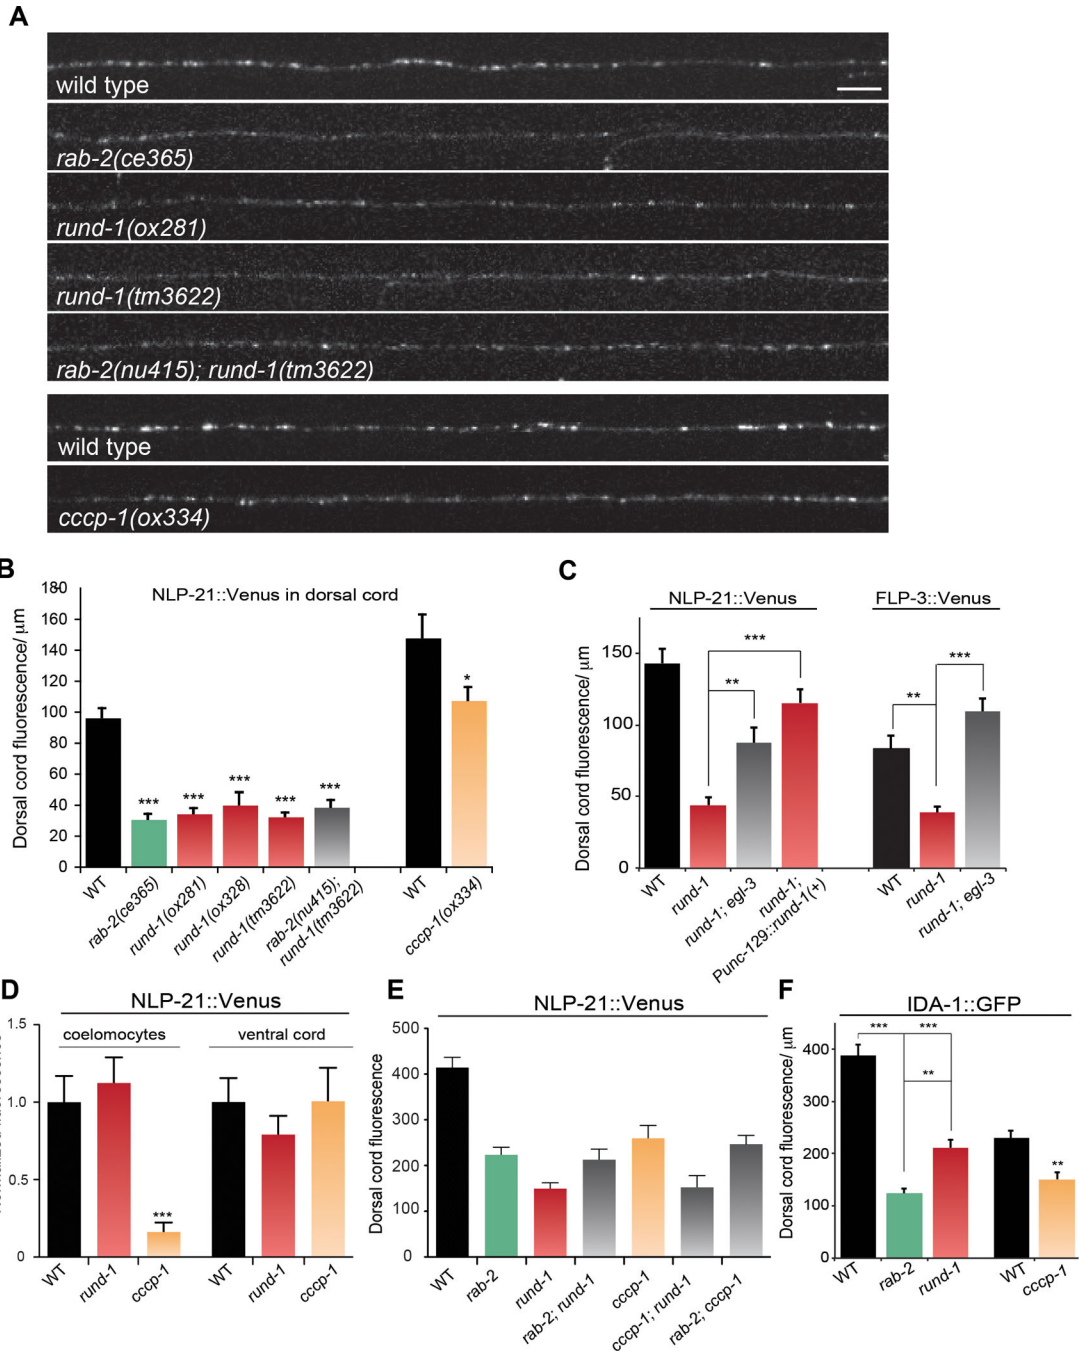 A
wild type
rab-2(ce365)
rund-1(ox281)
rund-1(tm3622)
rab-2(nu415); rund-1(tm3622)
wild type
cccp-1(ox334)
B
NLP-21::Venus in dorsal cord
Dorsal cord fluorescence/ μm
180
160
140
120
100
80
60
40
20
0
***
***
***
***
***
*
WT
rab-2(ce365)
rund-1(ox281)
rund-1(ox328)
rund-1(tm3622)
rab-2(nu415);
rund-1(tm3622)
WT
cccp-1(ox334)
C
NLP-21::Venus
FLP-3::Venus
Dorsal cord fluorescence/ μm
150
100
50
0
***
**
**
***
WT
rund-1
rund-1; egl-3
rund-1;
Punc-129::rund-1(+)
WT
rund-1
rund-1; egl-3
D
NLP-21::Venus
coelomocytes
ventral cord
1.5
1.0
0.5
0
***
WT
rund-1
cccp-1
WT
rund-1
cccp-1
E
NLP-21::Venus
Dorsal cord fluorescence
500
400
300
200
100
0
WT
rab-2
rund-1
rab-2; rund-1
cccp-1
cccp-1; rund-1
rab-2; cccp-1
F
IDA-1::GFP
Dorsal cord fluorescence/ μm
400
300
200
100
0
***
***
**
**
WT
rab-2
rund-1
WT
cccp-1